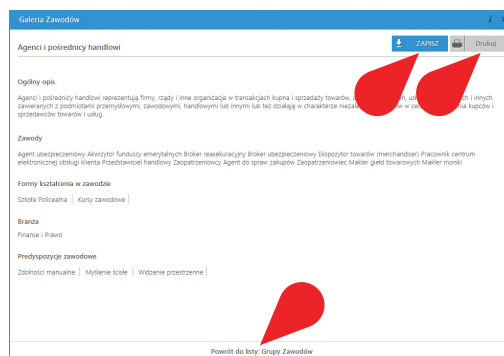 Galeria Zawodów
i
Agenci i pośrednicy handlowi
ZAPISZ
Drukuj
Ogólny opis
Agenci i pośrednicy handlowi reprezentują firmy, rządy i inne organizacje w transakcjach kupna i sprzedaży towarów, i innych
zawieranych z podmiotami przemysłowymi, zawodowymi, handlowymi lub innymi lub też działają w charakterze w kupców i
sprzedawców towarów i usług.
Zawody
Agent ubezpieczeniowy Akwizytor funduszy emerytalnych Broker reasekuracyjny Broker ubezpieczeniowy Ekspozytor towarów (merchandiser) Pracownik centrum
elektronicznej obsługi klienta Przedstawiciel handlowy Zaopatrzeniowcy Agent do spraw zakupów Zaopatrzeniowiec Makler giełd towarowych Makler morski
Formy kształcenia w zawodzie
Szkoła Policealna | Kursy zawodowe |
Branża
Finanse i Prawo
Predyspozycje zawodowe
Zdolności manualne | Myślenie ścisłe | Widzenie przestrzenne |
Powrót do listy: Grupy Zawodów